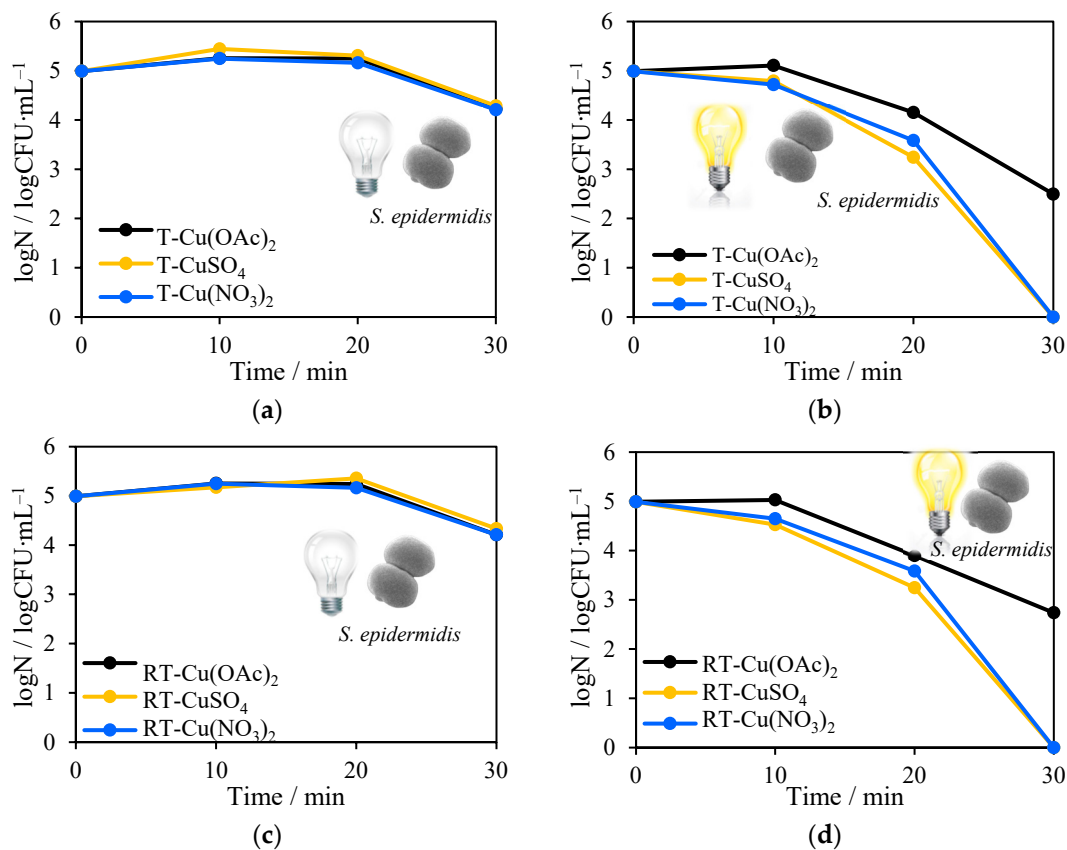 6
5
4
3
2
1
0
logN / logCFU·mL⁻¹
S. epidermidis
T-Cu(OAc)₂
T-CuSO₄
T-Cu(NO₃)₂
0 10 20 30
Time / min
(a)
6
5
4
3
2
1
0
logN / logCFU·mL⁻¹
S. epidermidis
T-Cu(OAc)₂
T-CuSO₄
T-Cu(NO₃)₂
0 10 20 30
Time / min
(b)
6
5
4
3
2
1
0
logN / logCFU·mL⁻¹
S. epidermidis
RT-Cu(OAc)₂
RT-CuSO₄
RT-Cu(NO₃)₂
0 10 20 30
Time / min
(c)
6
5
4
3
2
1
0
logN / logCFU·mL⁻¹
S. epidermidis
RT-Cu(OAc)₂
RT-CuSO₄
RT-Cu(NO₃)₂
0 10 20 30
Time / min
(d)